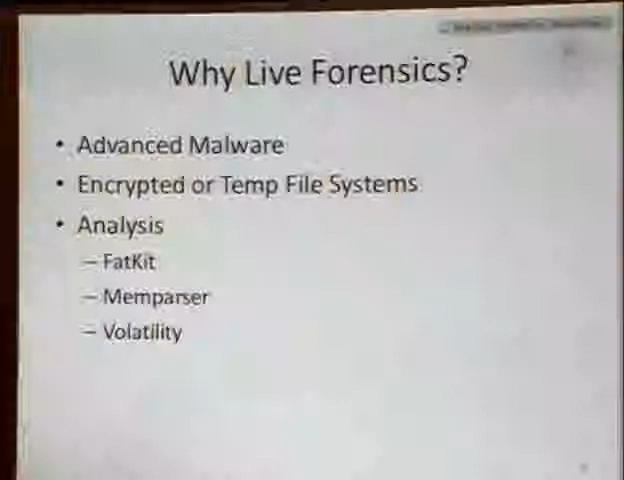 Why Live Forensics?
• Advanced Malware
• Encrypted or Temp File Systems
• Analysis
– FatKit
– Memparser
– Volatility